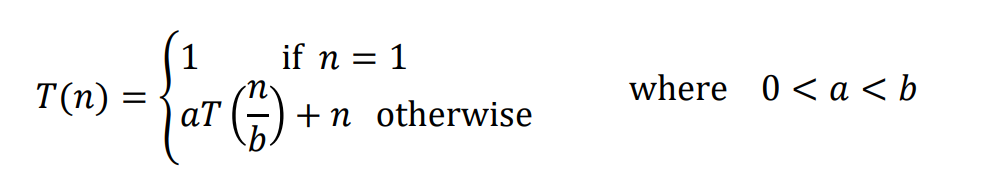 T(n) = { 1 if n = 1
aT(n/b) + n otherwise where 0 < a < b